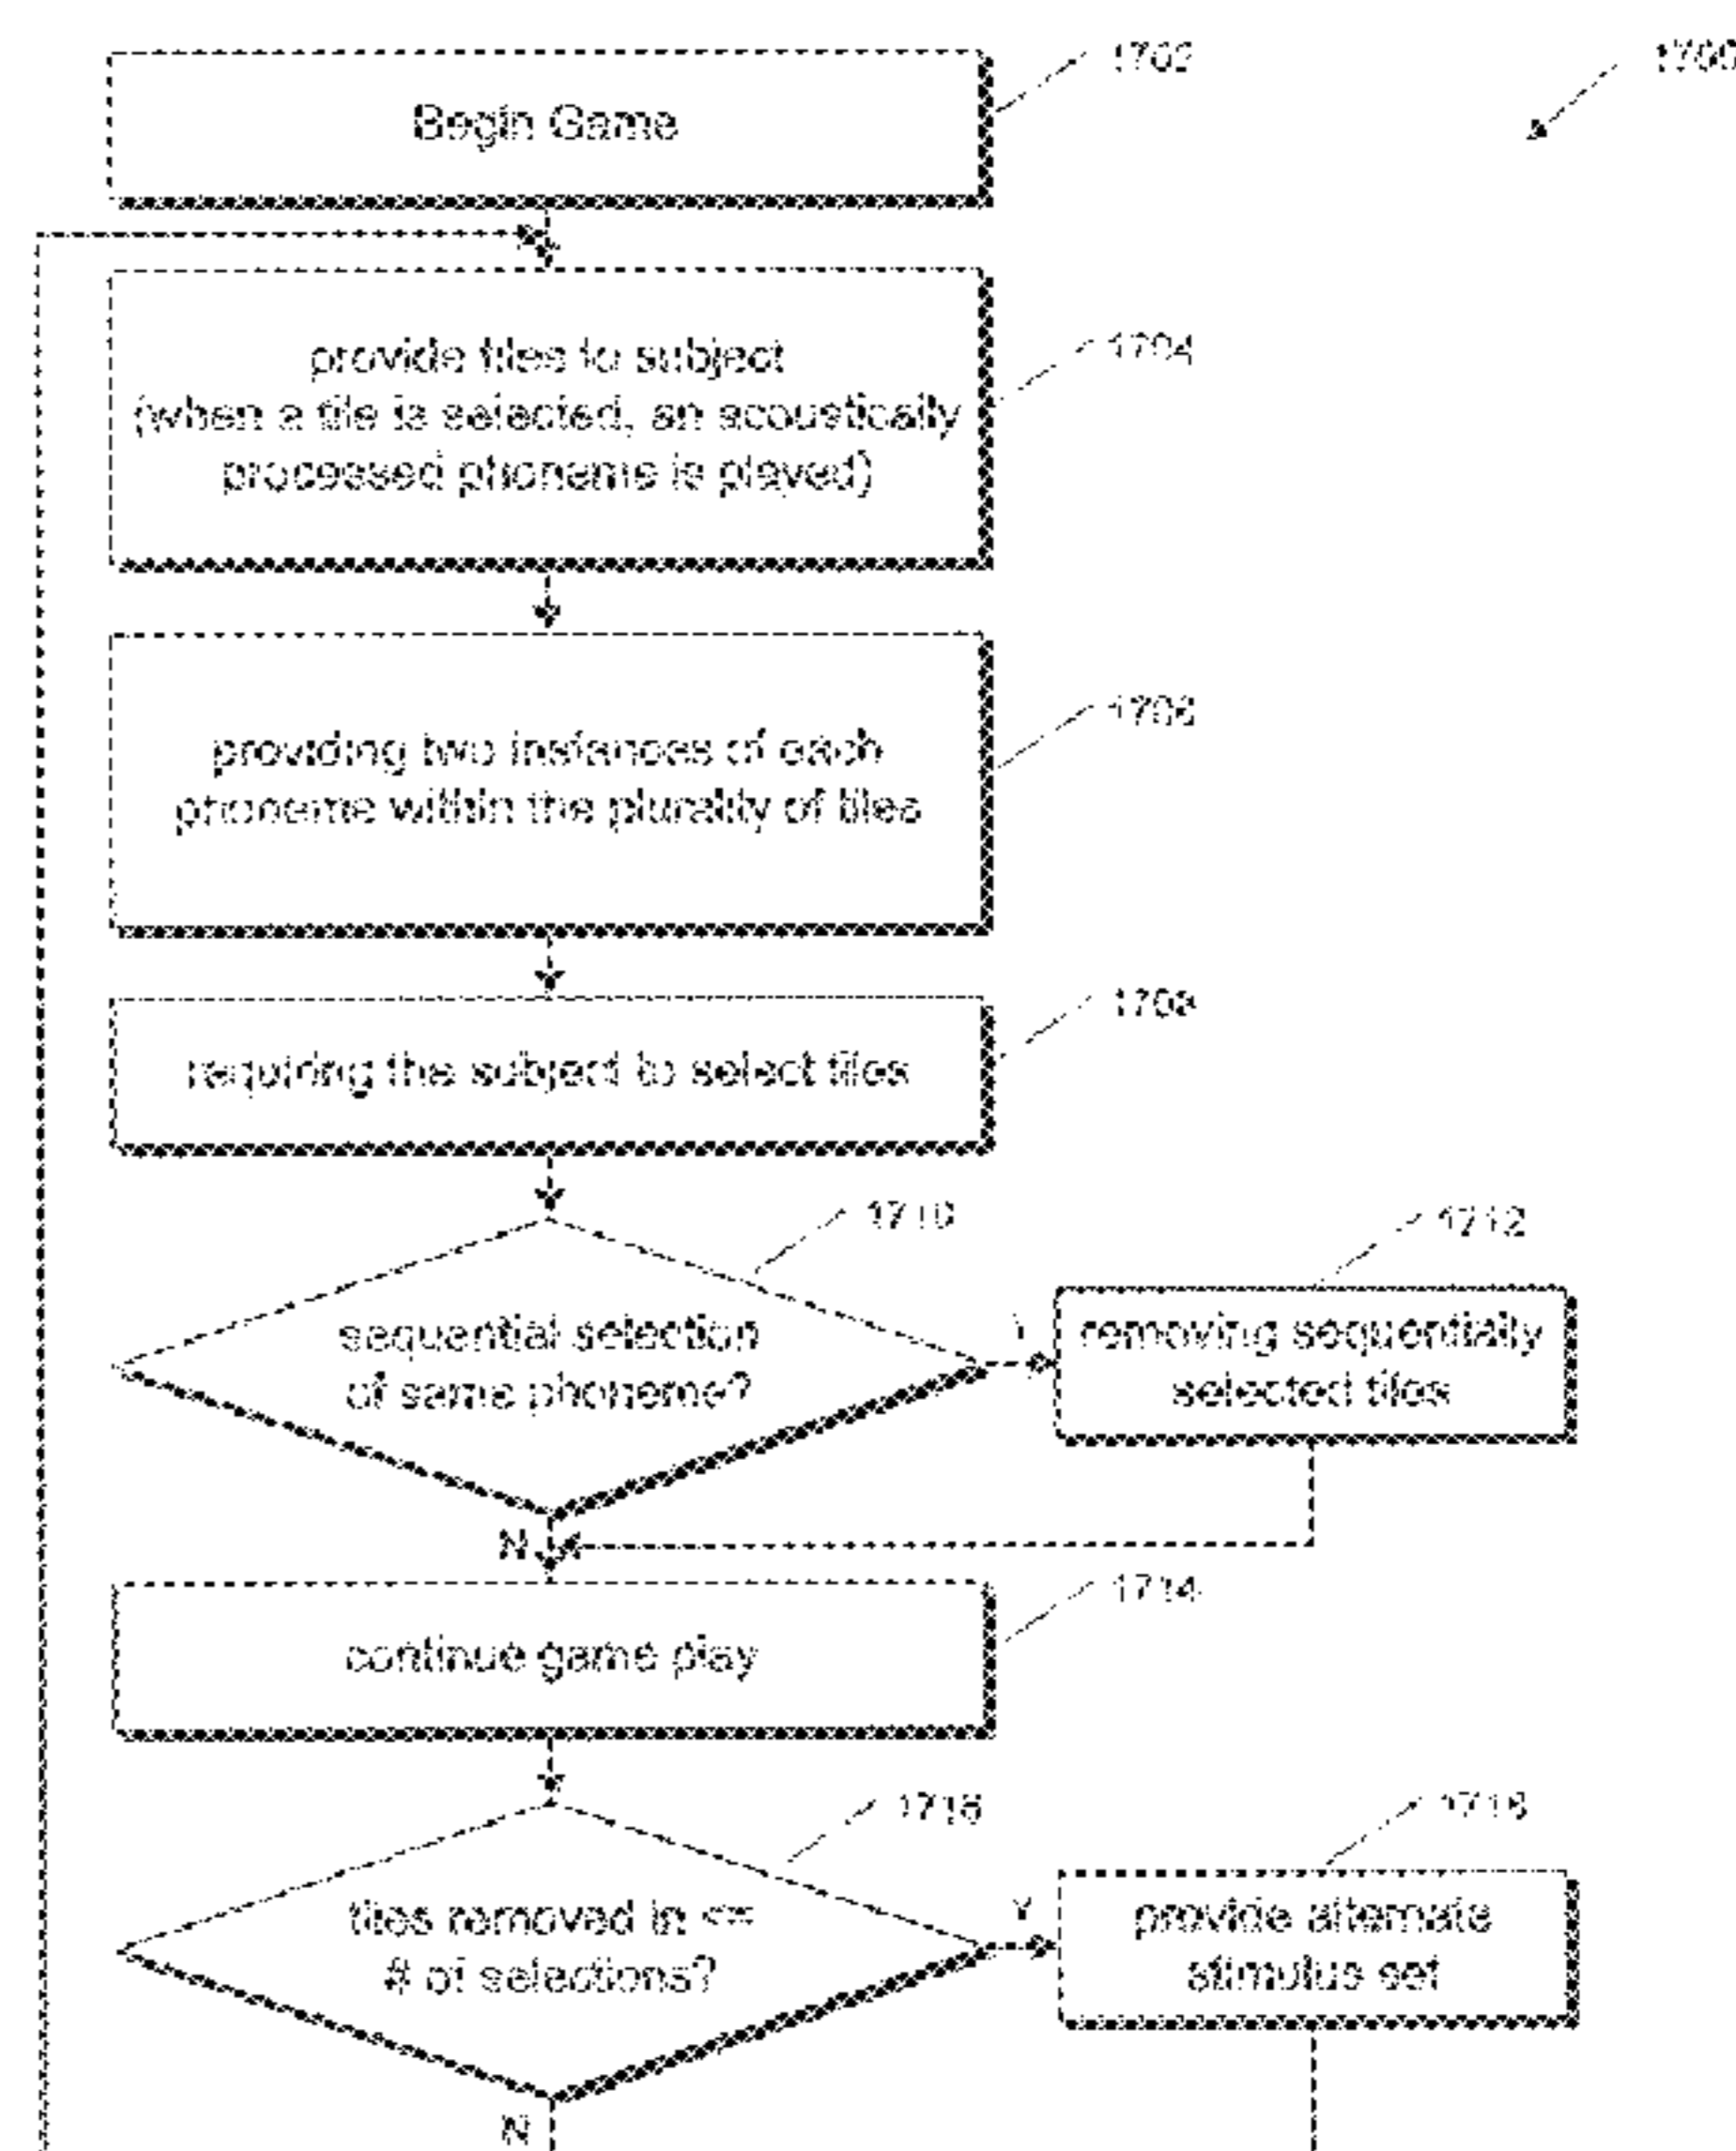 1702
1700
Begin Game
provide tiles to subject
1704
(when a tile is selected, an acoustically
processed phoneme is played)
1706
providing two instances of each
phoneme within the plurality of tiles
1708
requiring the subject to select tiles
1710
1712
sequential selection
of same phoneme?
removing sequentially
selected tiles
N
1714
continue game play
1716
1718
tiles removed in <=
# of selections?
Y
provide alternate
stimulus set
N